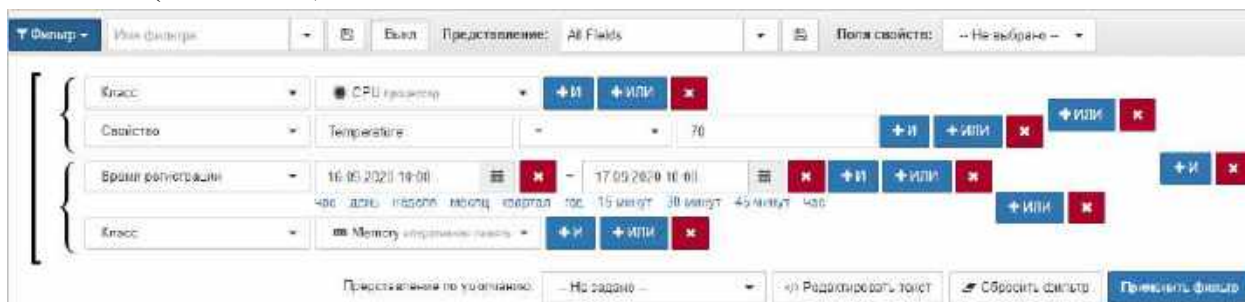 Фильтр Имя фильтра Выкл Представление: All Fields Поля свойств: -- Не выбрано --
Класс CPU процессор +И +ИЛИ
+ИЛИ
Свойство Temperature = 70 +И +ИЛИ
Время регистрации 16.09.2020 10:00 – 17.09.2020 10:00 +И +ИЛИ
+И
час день неделя месяц квартал год 15 минут 30 минут 45 минут час
+ИЛИ
Класс Memory оперативная память +И +ИЛИ
Представление по умолчанию: -- Не задано -- </> Редактировать текст Сбросить фильтр Применить фильтр